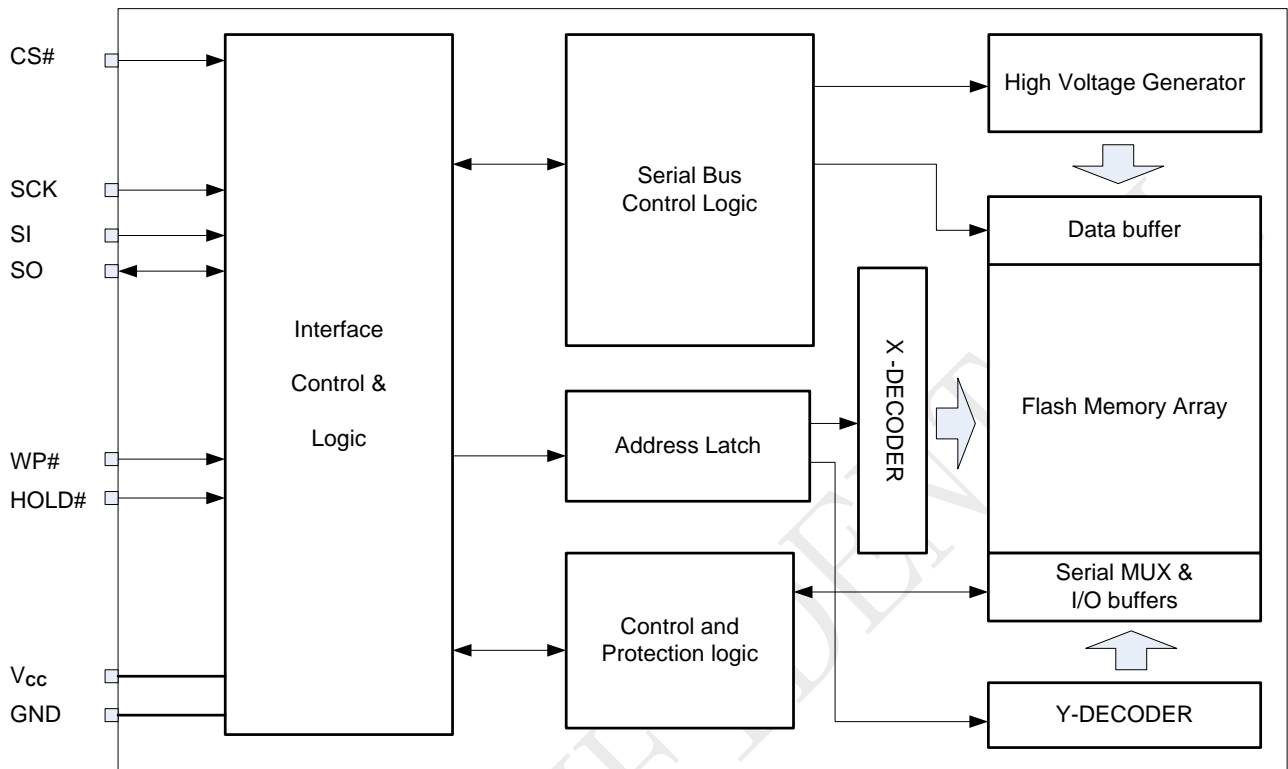 CS#
SCK
SI
SO
WP#
HOLD#
Vcc
GND
Interface
Control &
Logic
Serial Bus
Control Logic
Address Latch
Control and
Protection logic
X -DECODER
High Voltage Generator
Data buffer
Flash Memory Array
Serial MUX &
I/O buffers
Y-DECODER